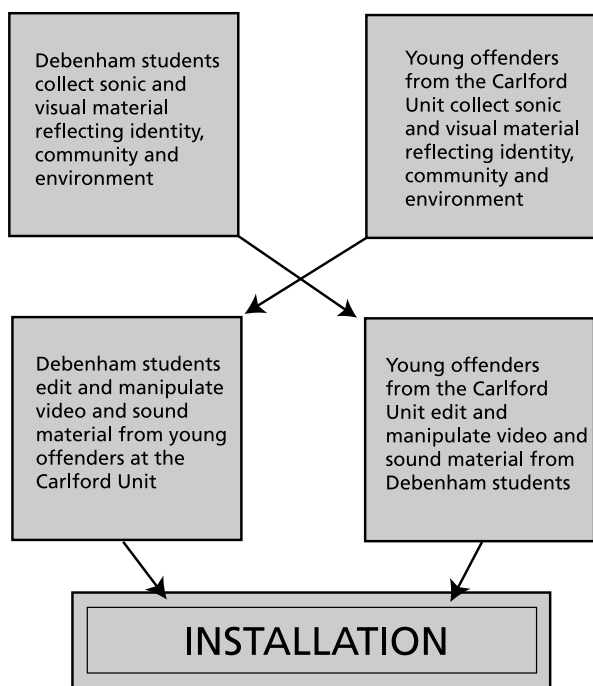 Debenham students
collect sonic and
visual material
reflecting identity,
community and
environment
Young offenders
from the Carlford
Unit collect sonic
and visual material
reflecting identity,
community and
environment
Debenham students
edit and manipulate
video and sound
material from young
offenders at the
Carlford Unit
Young offenders
from the Carlford
Unit edit and
manipulate video and
sound material from
Debenham students
INSTALLATION